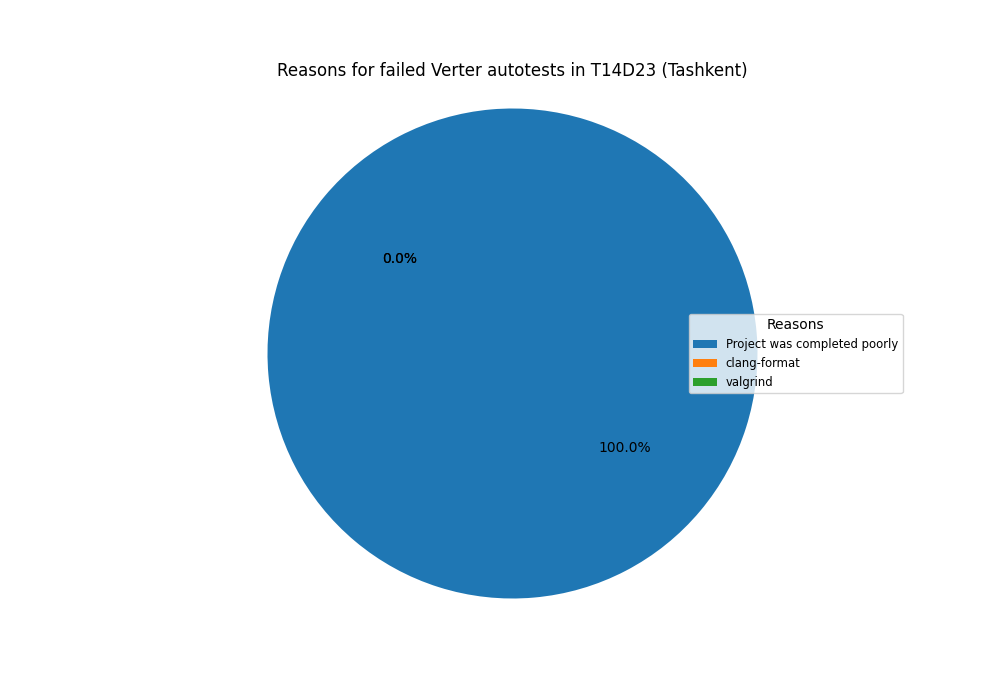 Reasons for failed Verter autotests in T14D23 (Tashkent)
0.0%
100.0%
Reasons
Project was completed poorly
clang-format
valgrind